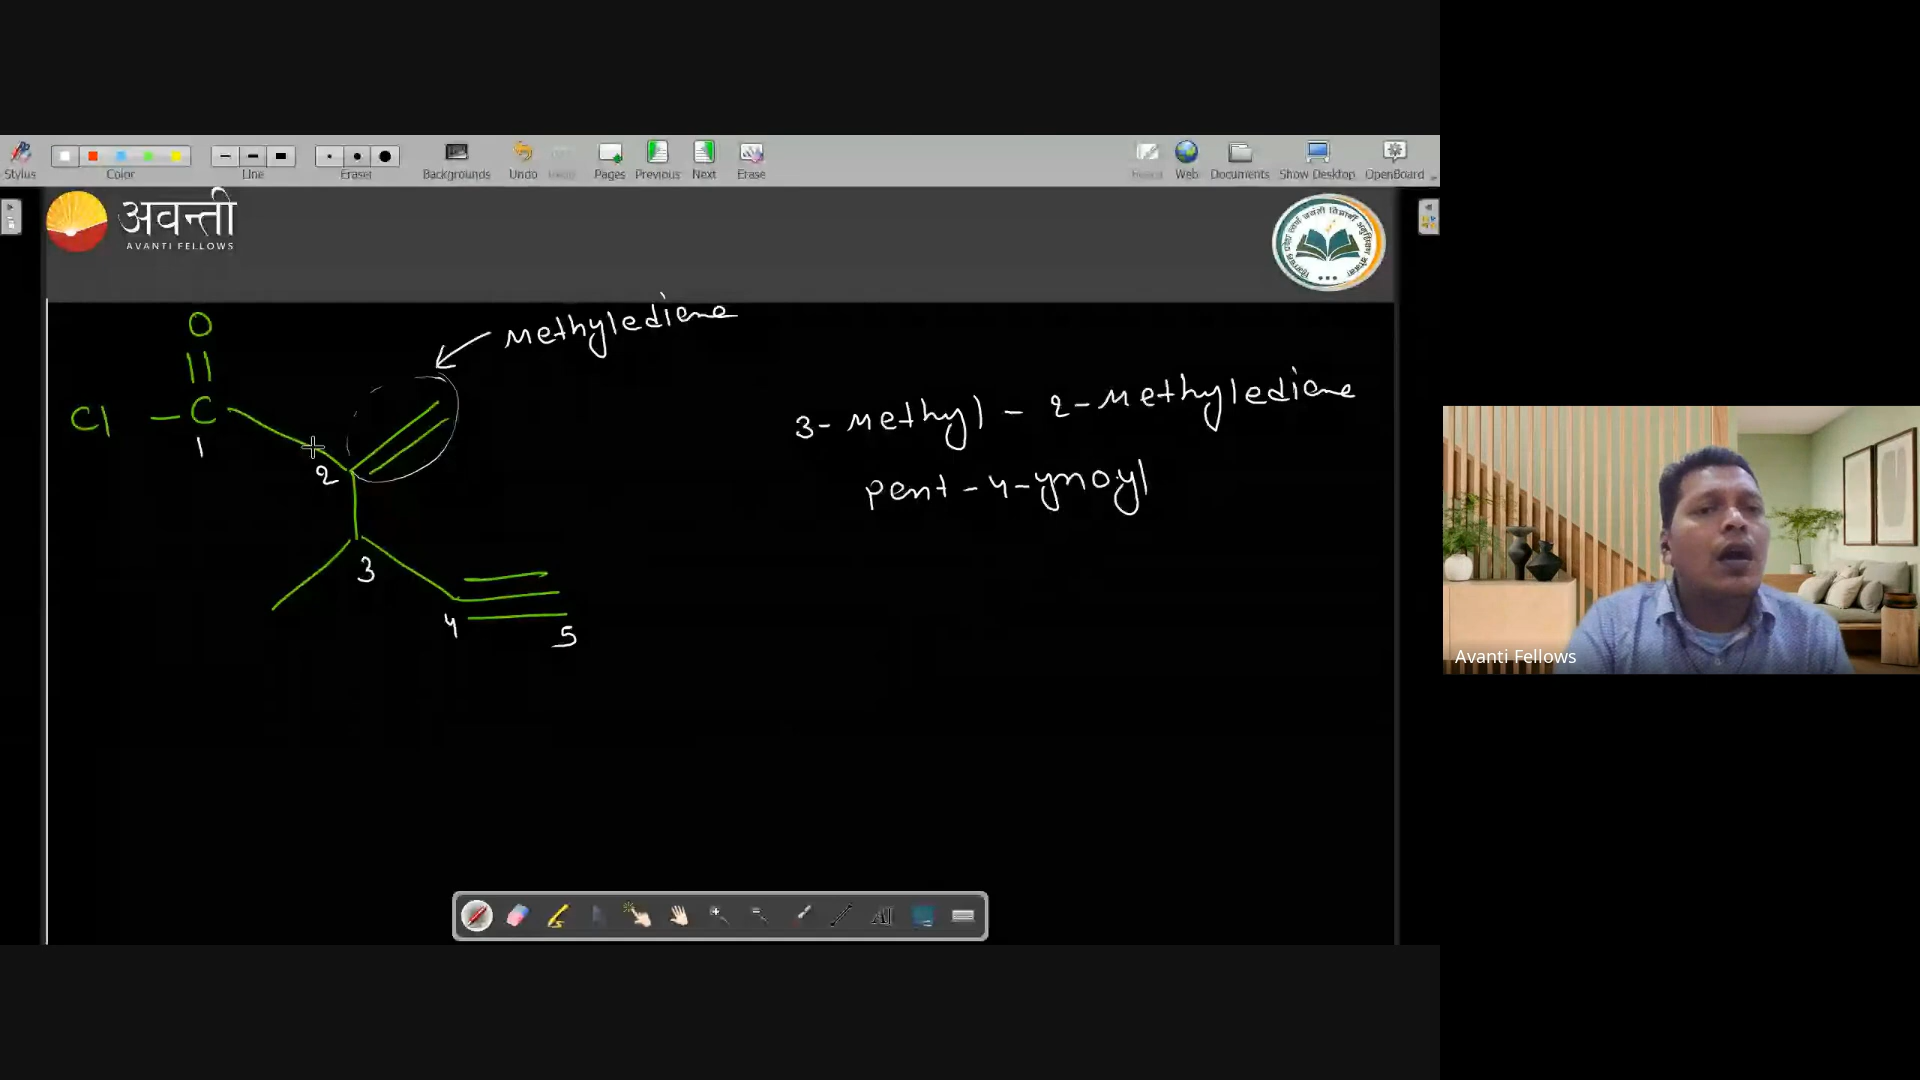 Stylus
Color
Line
Eraser
Backgrounds
Undo
Pages
Previous
Next
Erase
Web
Documents
Show Desktop
OpenBoard
अवन्ती
AVANTI FELLOWS
O
Cl - C
1
2
3
4
5
methylediene
3- methyl - 2-methylediene
pent - 4 - ynoyl
Avanti Fellows